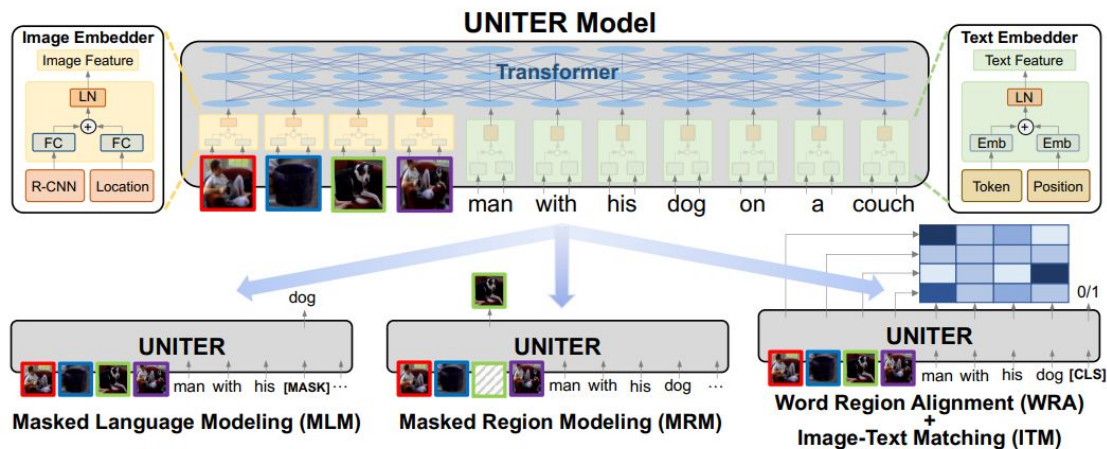 UNITER Model
Image Embedder
Image Feature
LN
+
FC FC
R-CNN Location
Transformer
man with his dog on a couch
Text Embedder
Text Feature
LN
+
Emb Emb
Token Position
dog
UNITER
man with his [MASK] ...
Masked Language Modeling (MLM)
UNITER
man with his dog ...
Masked Region Modeling (MRM)
0/1
UNITER
man with his dog [CLS]
Word Region Alignment (WRA)
+
Image-Text Matching (ITM)